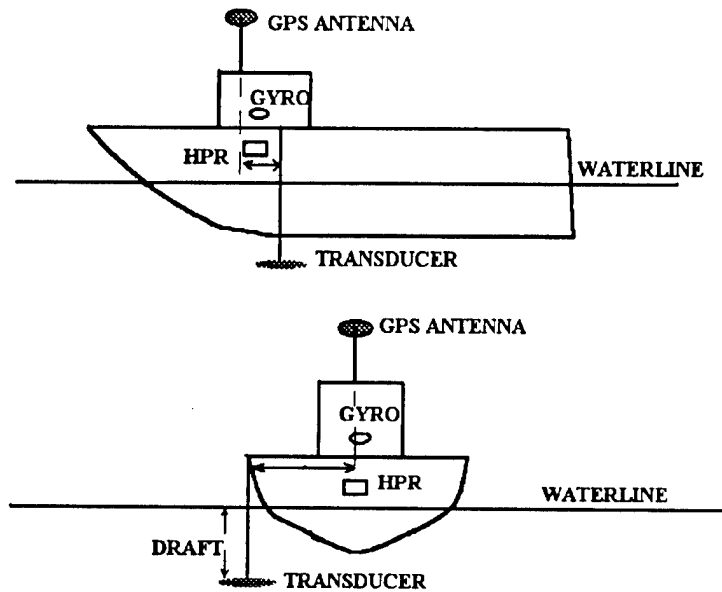 GPS ANTENNA
GYRO
HPR
WATERLINE
TRANSDUCER
GPS ANTENNA
GYRO
HPR
WATERLINE
DRAFT
TRANSDUCER